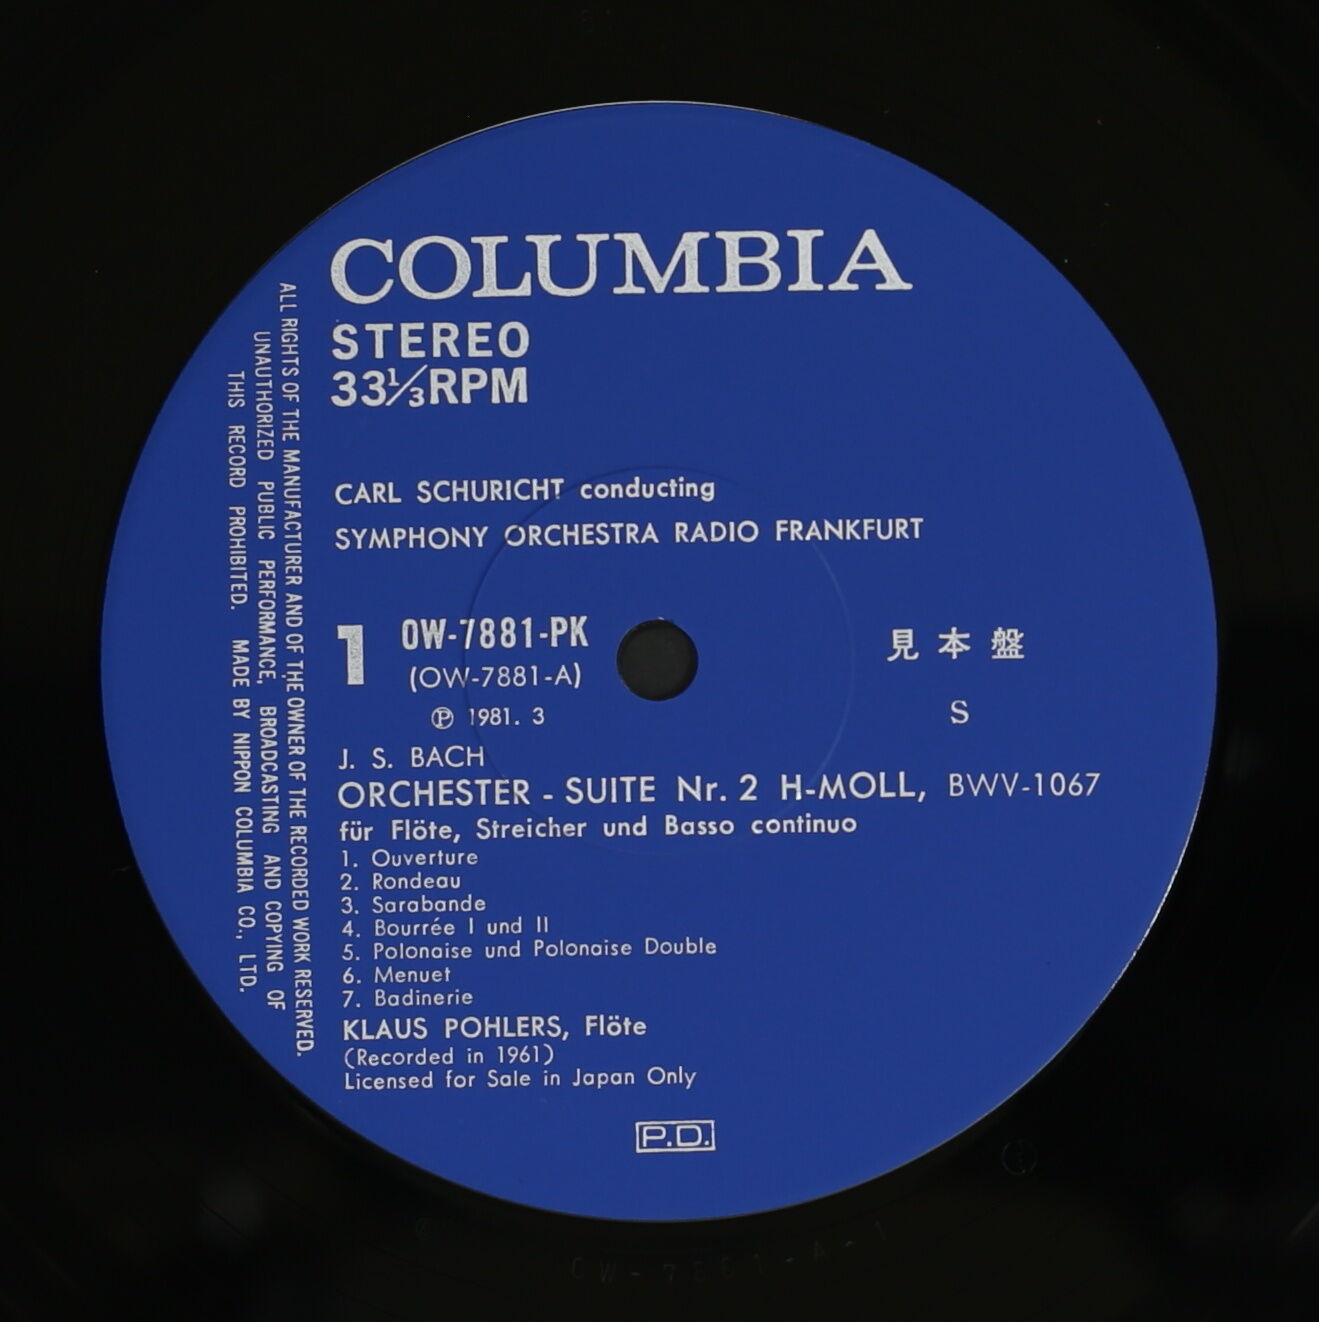 COLUMBIA
STEREO
33⅓RPM
CARL SCHURICHT conducting
SYMPHONY ORCHESTRA RADIO FRANKFURT
1
OW-7881-PK
(OW-7881-A)
Ⓟ 1981. 3
見本盤
S
J. S. BACH
ORCHESTER - SUITE Nr. 2 H-MOLL, BWV-1067
für Flöte, Streicher und Basso continuo
1. Ouverture
2. Rondeau
3. Sarabande
4. Bourrée I und II
5. Polonaise und Polonaise Double
6. Menuet
7. Badinerie
KLAUS POHLERS, Flöte
(Recorded in 1961)
Licensed for Sale in Japan Only
P.D.
ALL RIGHTS OF THE MANUFACTURER AND OF THE OWNER OF THE RECORDED WORK RESERVED.
UNAUTHORIZED PUBLIC PERFORMANCE, BROADCASTING AND COPYING OF
THIS RECORD PROHIBITED. MADE BY NIPPON COLUMBIA CO., LTD.
OW-7881-A-1